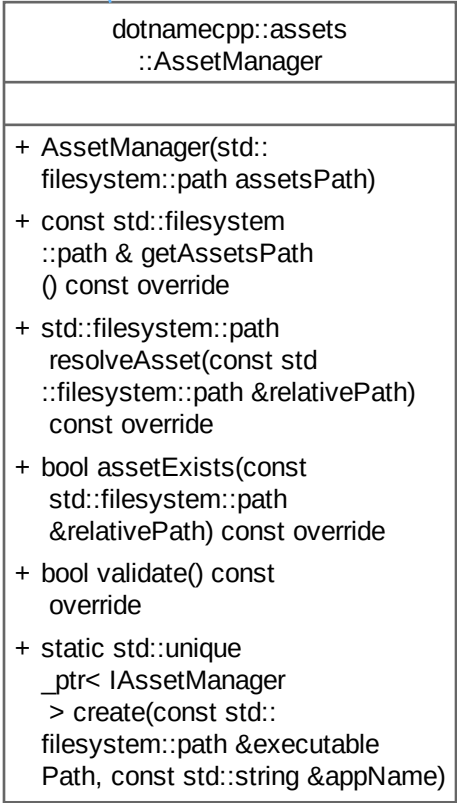 dotnamecpp::assets
::AssetManager
+ AssetManager(std::
filesystem::path assetsPath)
+ const std::filesystem
::path & getAssetsPath
() const override
+ std::filesystem::path
resolveAsset(const std
::filesystem::path &relativePath)
const override
+ bool assetExists(const
std::filesystem::path
&relativePath) const override
+ bool validate() const
override
+ static std::unique
_ptr< IAssetManager
> create(const std::
filesystem::path &executable
Path, const std::string &appName)